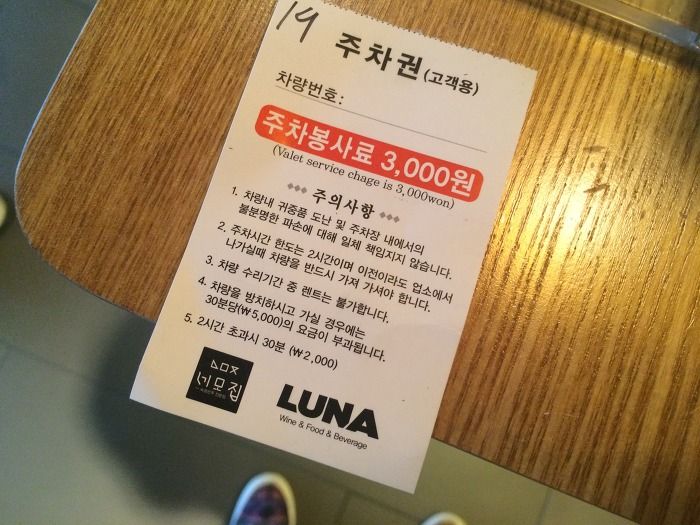 19
주차권(고객용)
차량번호:
주차봉사료 3,000원
(Valet service chage is 3,000won)
주의사항
1. 차량내 귀중품 도난 및 주차장 내에서의
불분명한 파손에 대해 일체 책임지지 않습니다.
2. 주차시간 한도는 2시간이며 이전이라도 업소에서
나가실때 차량을 반드시 가져 가셔야 합니다.
3. 차량 수리기간 중 렌트는 불가합니다.
4. 차량을 방치하시고 가실 경우에는
30분당(₩5,000)의 요금이 부과됩니다.
5. 2시간 초과시 30분 (₩2,000)
네모집
LUNA
Wine & Food & Beverage